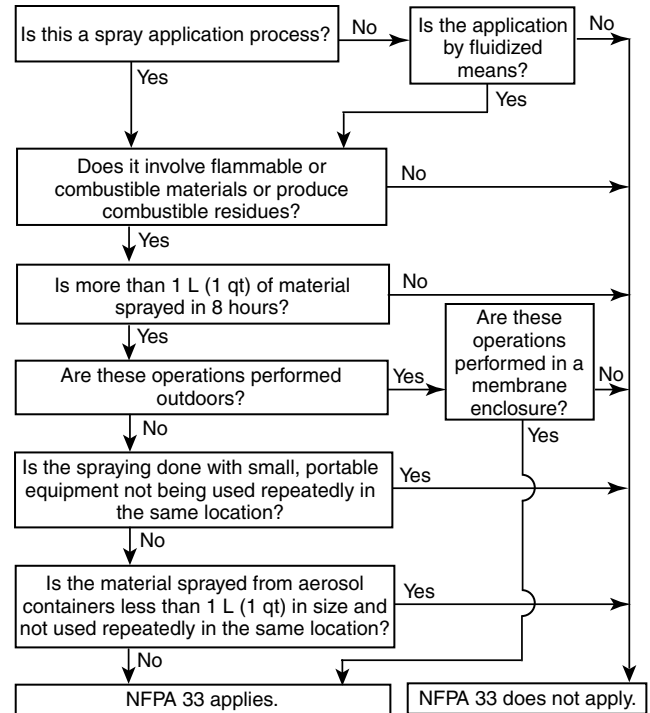 Is this a spray application process?
No
Is the application
by fluidized
means?
No
Yes
Yes
Does it involve flammable or
combustible materials or produce
combustible residues?
No
Yes
Is more than 1 L (1 qt) of material
sprayed in 8 hours?
No
Yes
Are these
operations
performed in a
membrane
enclosure?
No
Yes
Are these operations performed
outdoors?
Yes
No
Is the spraying done with small, portable
equipment not being used repeatedly in
the same location?
Yes
No
Is the material sprayed from aerosol
containers less than 1 L (1 qt) in size and
not used repeatedly in the same location?
Yes
No
NFPA 33 applies.
NFPA 33 does not apply.